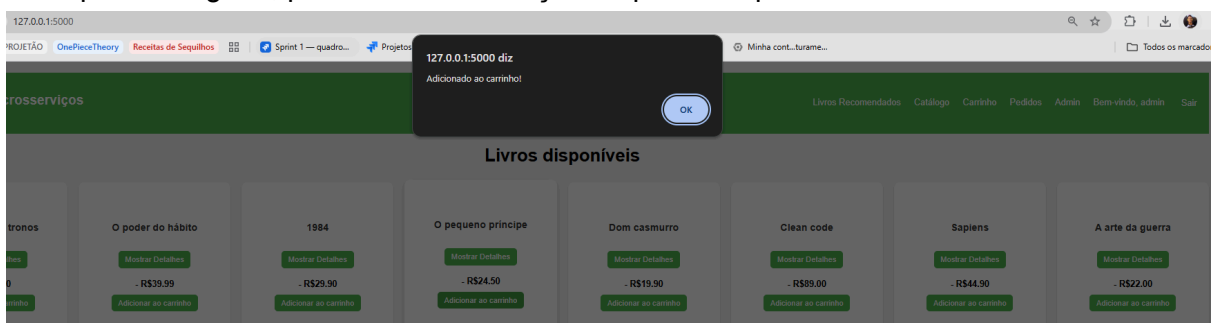 127.0.0.1:5000
PROJETÃO OnePieceTheory Receitas de Sequilhos Sprint 1 — quadro... Projetos Minha cont...turame... Todos os marcado
127.0.0.1:5000 diz
Adicionado ao carrinho!
OK
crosserviços Livros Recomendados Catálogo Carrinho Pedidos Admin Bem-vindo, admin Sair
Livros disponíveis
tronos O poder do hábito 1984 O pequeno príncipe Dom casmurro Clean code Sapiens A arte da guerra
lhes Mostrar Detalhes Mostrar Detalhes Mostrar Detalhes Mostrar Detalhes Mostrar Detalhes Mostrar Detalhes Mostrar Detalhes
0 - R$39.99 - R$29.90 - R$24.50 - R$19.90 - R$89.00 - R$44.90 - R$22.00
arrinho Adicionar ao carrinho Adicionar ao carrinho Adicionar ao carrinho Adicionar ao carrinho Adicionar ao carrinho Adicionar ao carrinho Adicionar ao carrinho